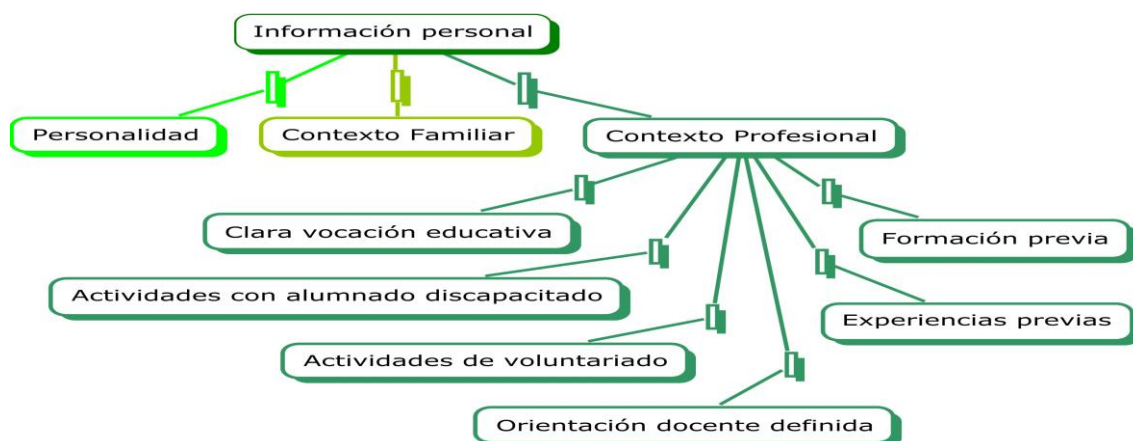 Información personal
Personalidad
Contexto Familiar
Contexto Profesional
Clara vocación educativa
Formación previa
Actividades con alumnado discapacitado
Experiencias previas
Actividades de voluntariado
Orientación docente definida